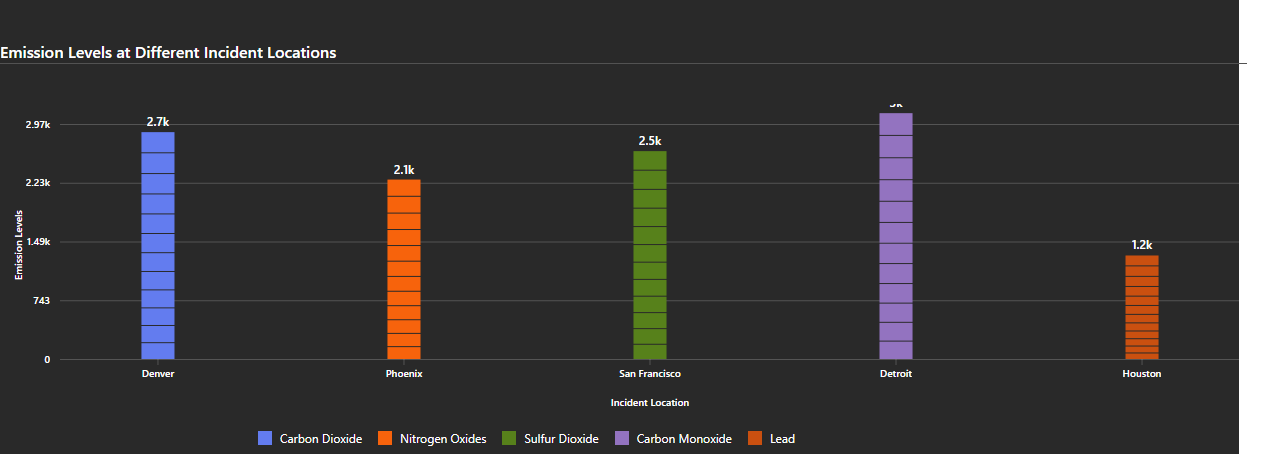 Emission Levels at Different Incident Locations
2.97k
2.23k
1.49k
743
0
Emission Levels
2.7k
2.1k
2.5k
1.2k
Denver
Phoenix
San Francisco
Detroit
Houston
Incident Location
Carbon Dioxide
Nitrogen Oxides
Sulfur Dioxide
Carbon Monoxide
Lead